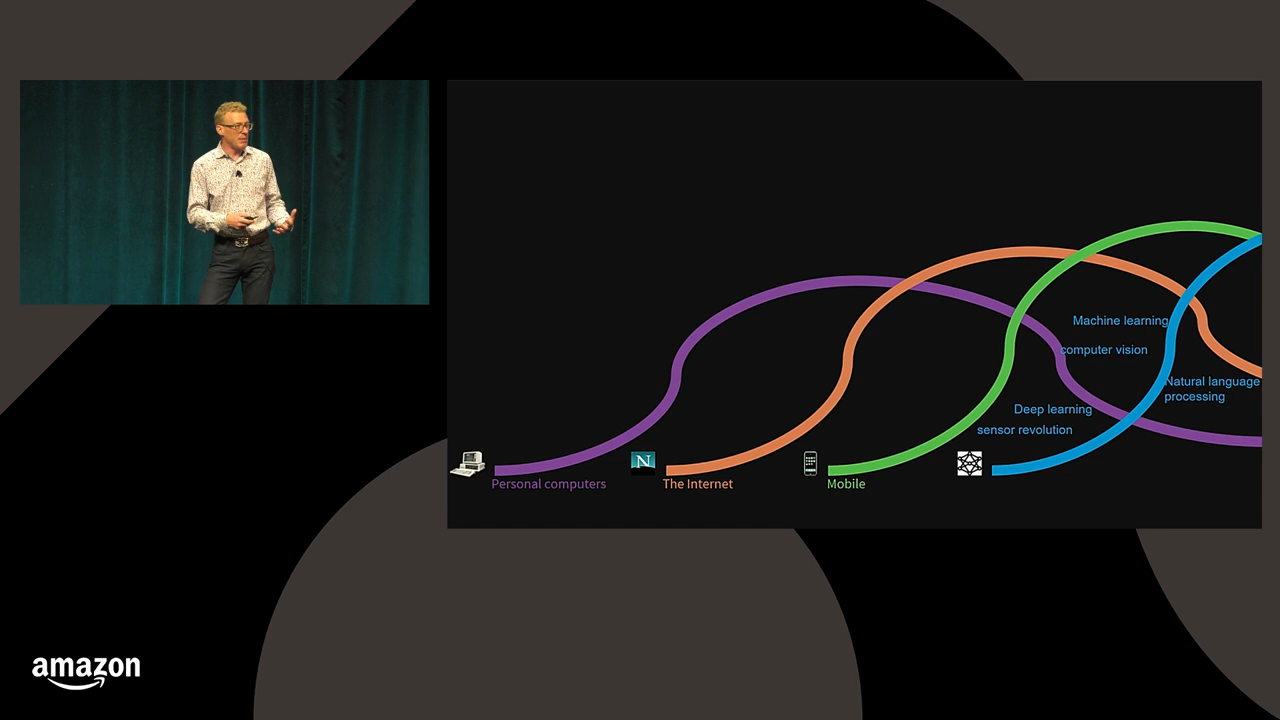 Machine learning
computer vision
Natural language
processing
Deep learning
sensor revolution
N
Personal computers
The Internet
Mobile
amazon